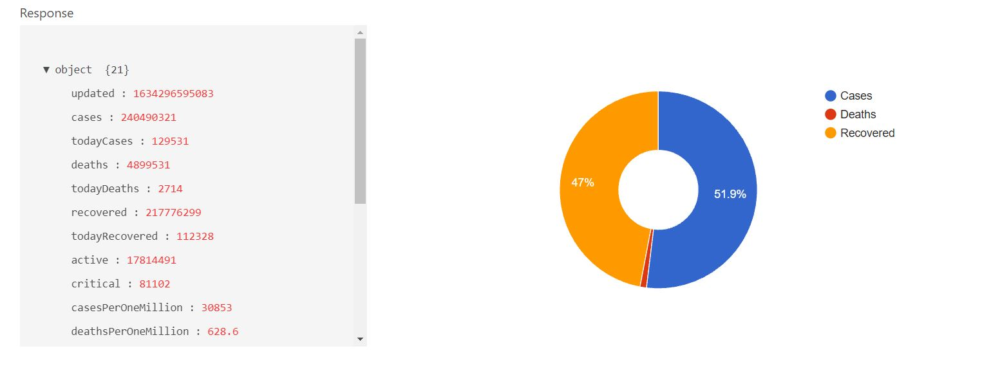 Response
▼ object {21}
updated : 1634296595083
cases : 240490321
todayCases : 129531
deaths : 4899531
todayDeaths : 2714
recovered : 217776299
todayRecovered : 112328
active : 17814491
critical : 81102
casesPerOneMillion : 30853
deathsPerOneMillion : 628.6
47%
51.9%
Cases
Deaths
Recovered